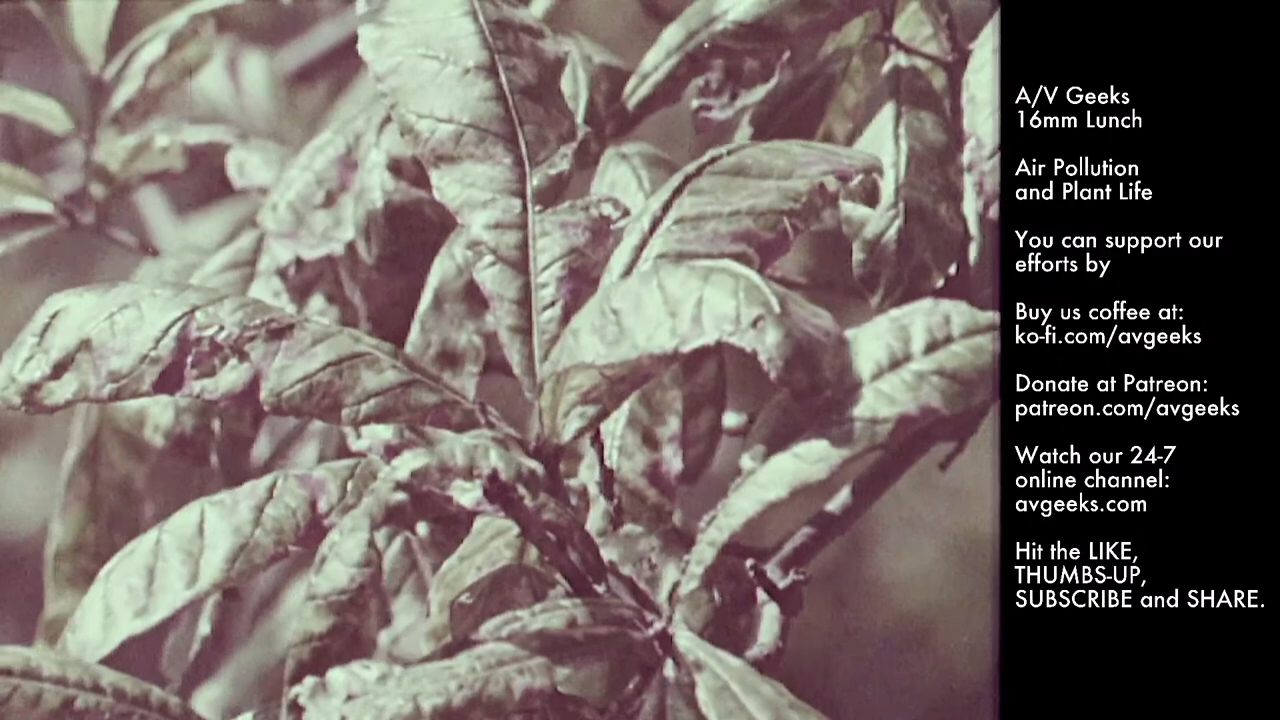 A/V Geeks
16mm Lunch
Air Pollution
and Plant Life
You can support our
efforts by
Buy us coffee at:
ko-fi.com/avgeeks
Donate at Patreon:
patreon.com/avgeeks
Watch our 24-7
online channel:
avgeeks.com
Hit the LIKE,
THUMBS-UP,
SUBSCRIBE and SHARE.